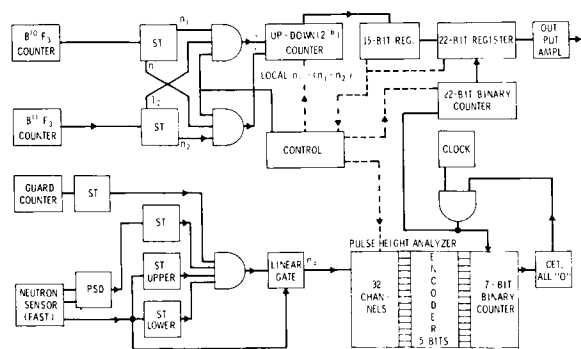 B¹⁰ F₃
COUNTER
ST
n₁
UP-DOWN(2¹⁸)
COUNTER
15-BIT REG.
22-BIT REGISTER
OUT
PUT
AMPL
LOCAL
B¹¹ F₃
COUNTER
ST
n₂
CONTROL
22-BIT BINARY
COUNTER
CLOCK
GUARD
COUNTER
ST
ST
PSD
ST
UPPER
ST
LOWER
NEUTRON
SENSOR
(FAST)
LINEAR
GATE
PULSE HEIGHT ANALYZER
32
CHAN-
NELS
ENCODER
5 BITS
7-BIT
BINARY
COUNTER
ALL "0"